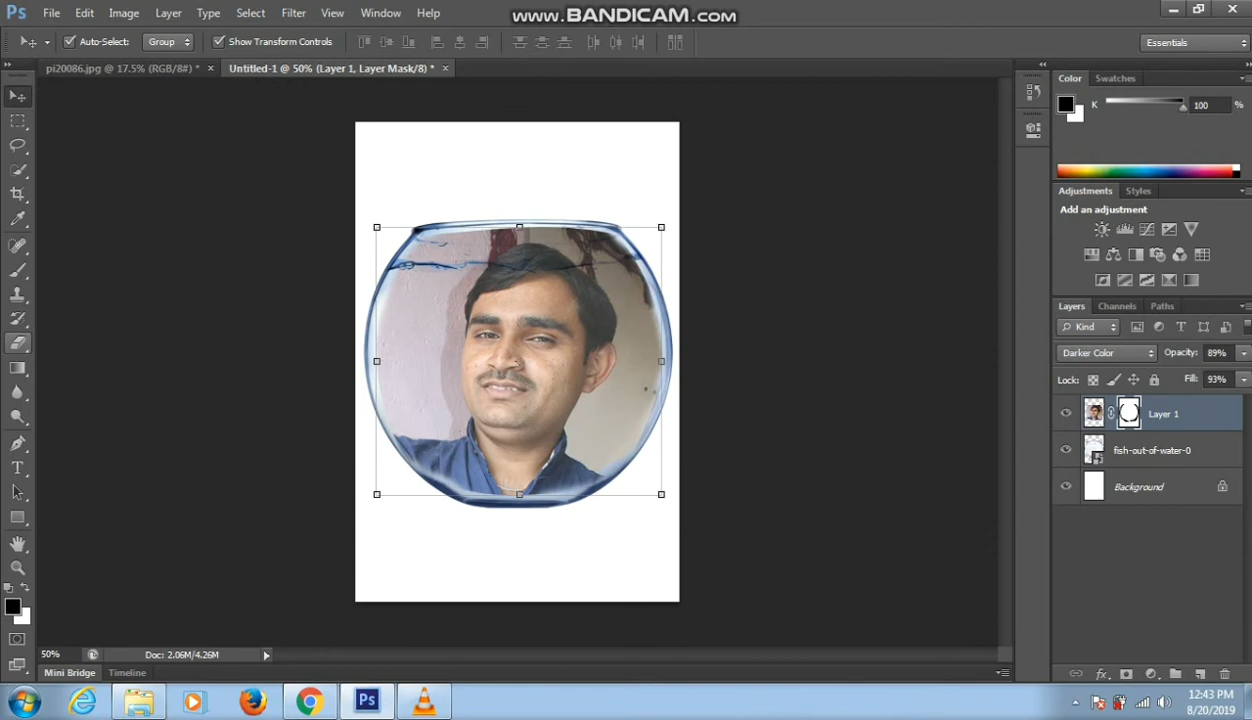 Ps File Edit Image Layer Type Select Filter View Window Help
www.BANDICAM.com
Auto-Select: Group Show Transform Controls Essentials
pi20086.jpg @ 17.5% (RGB/8#) * × Untitled-1 @ 50% (Layer 1, Layer Mask/8) * ×
Color Swatches
K 100 %
Adjustments Styles
Add an adjustment
Layers Channels Paths
Kind
Darker Color Opacity: 89%
Lock: Fill: 93%
Layer 1
fish-out-of-water-0
Background
50% Doc: 2.06M/4.26M
Mini Bridge Timeline
Ps
12:43 PM
8/20/2019